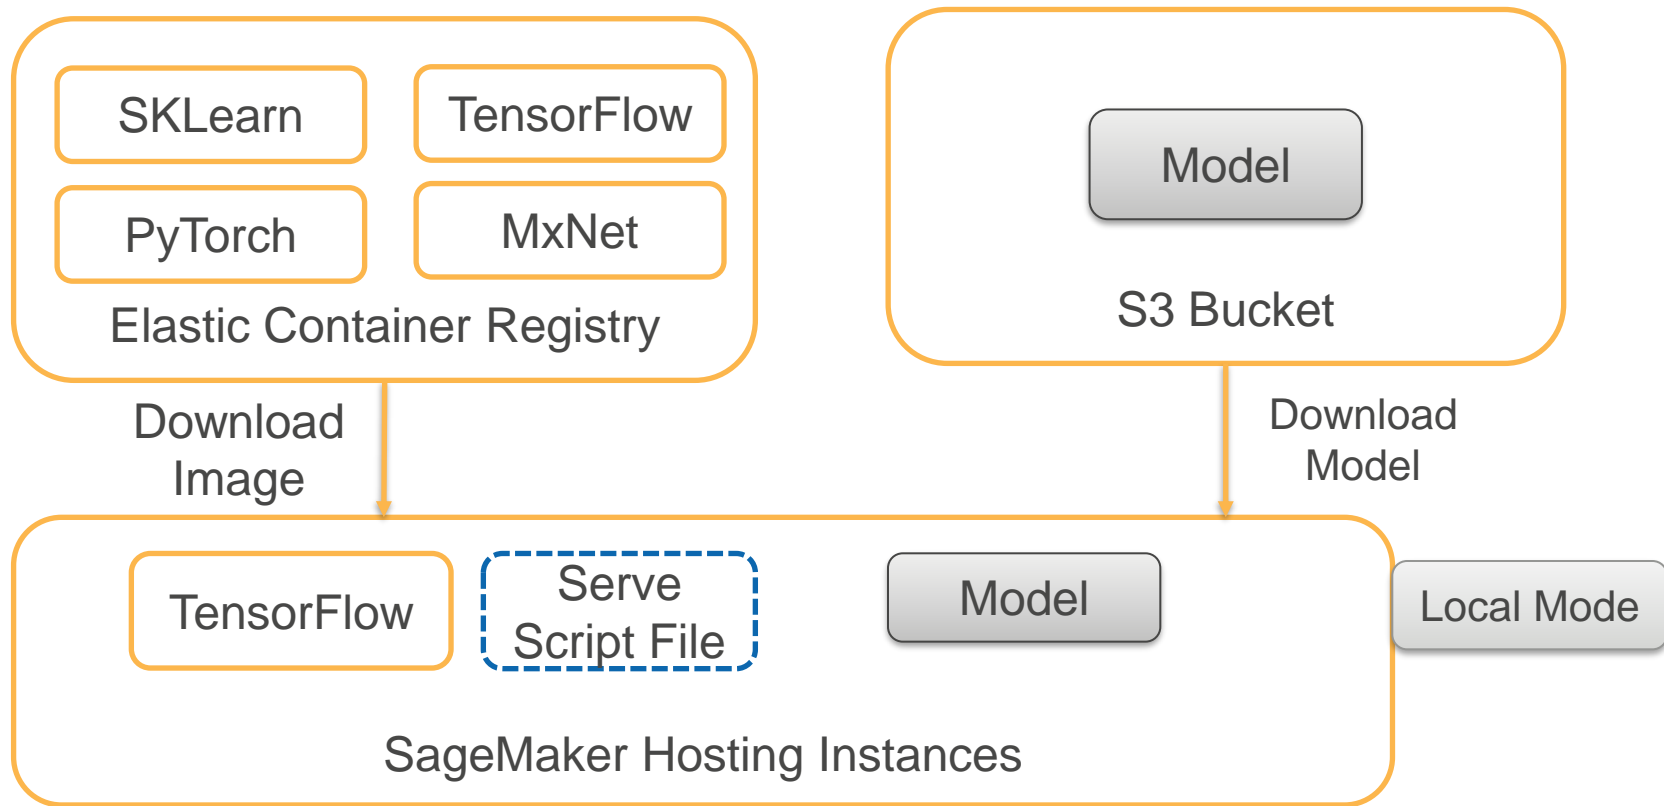 SKLearn
TensorFlow
PyTorch
MxNet
Elastic Container Registry
Model
S3 Bucket
Download
Image
Download
Model
TensorFlow
Serve
Script File
Model
Local Mode
SageMaker Hosting Instances